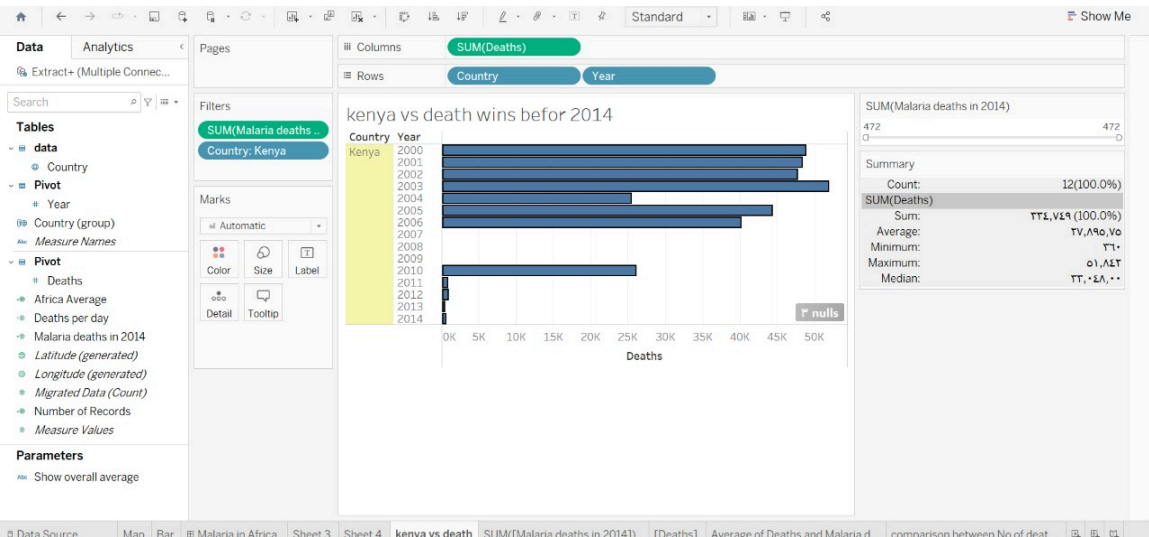 Standard
Show Me
Data Analytics
Pages
Columns SUM(Deaths)
Extract+ (Multiple Connec...
Rows Country Year
Search
Filters
kenya vs death wins befor 2014
SUM(Malaria deaths in 2014)
472 472
Tables
SUM(Malaria deaths ..
Country Year
data
Country: Kenya
Kenya 2000
2001
2002
2003
2004
2005
2006
2007
2008
2009
2010
2011
2012
2013
2014
٣ nulls
0K 5K 10K 15K 20K 25K 30K 35K 40K 45K 50K
Deaths
Summary
Count: 12(100.0%)
SUM(Deaths)
Sum: ٣٣٤,٧٤٩ (100.0%)
Average: ٢٧,٨٩٥,٧٥
Minimum: ٣٦٠
Maximum: ٥١,٨٤٢
Median: ٣٣,٠٤٨,٠٠
Country
Pivot
Year
Country (group)
Measure Names
Pivot
Deaths
Africa Average
Deaths per day
Malaria deaths in 2014
Latitude (generated)
Longitude (generated)
Migrated Data (Count)
Number of Records
Measure Values
Parameters
Abc Show overall average
Marks
Automatic
Color Size Label
Detail Tooltip
Data Source Map Bar Malaria in Africa Sheet 3 Sheet 4 kenya vs death SUM([Malaria deaths in 2014]) [Deaths] Average of Deaths and Malaria d... comparison between No of deat...